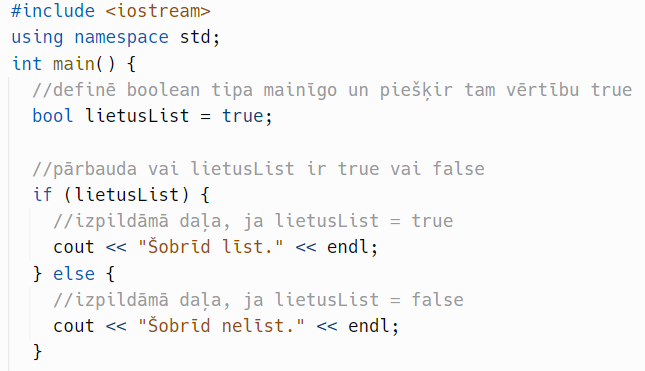 #include <iostream>
using namespace std;
int main() {
//definē boolean tipa mainīgo un piešķir tam vērtību true
bool lietusList = true;
//pārbauda vai lietusList ir true vai false
if (lietusList) {
//izpildāmā daļa, ja lietusList = true
cout << "Šobrīd līst." << endl;
} else {
//izpildāmā daļa, ja lietusList = false
cout << "Šobrīd nelīst." << endl;
}